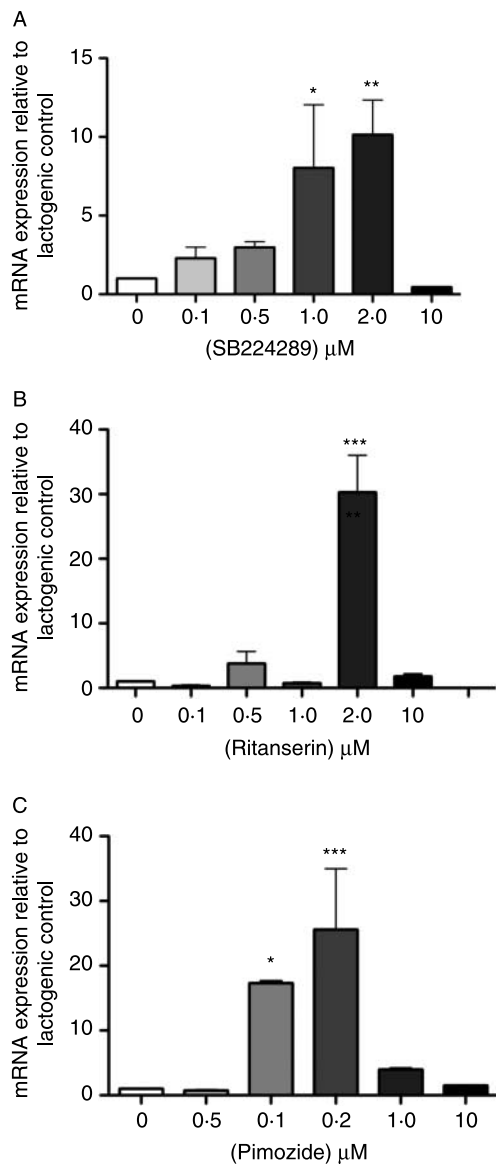 A
mRNA expression relative to
lactogenic control
15
10
5
0
*
**
0 0·1 0·5 1·0 2·0 10
(SB224289) μM
B
mRNA expression relative to
lactogenic control
40
30
20
10
0
***
**
0 0·1 0·5 1·0 2·0 10
(Ritanserin) μM
C
mRNA expression relative to
lactogenic control
40
30
20
10
0
*
***
0 0·5 0·1 0·2 1·0 10
(Pimozide) μM